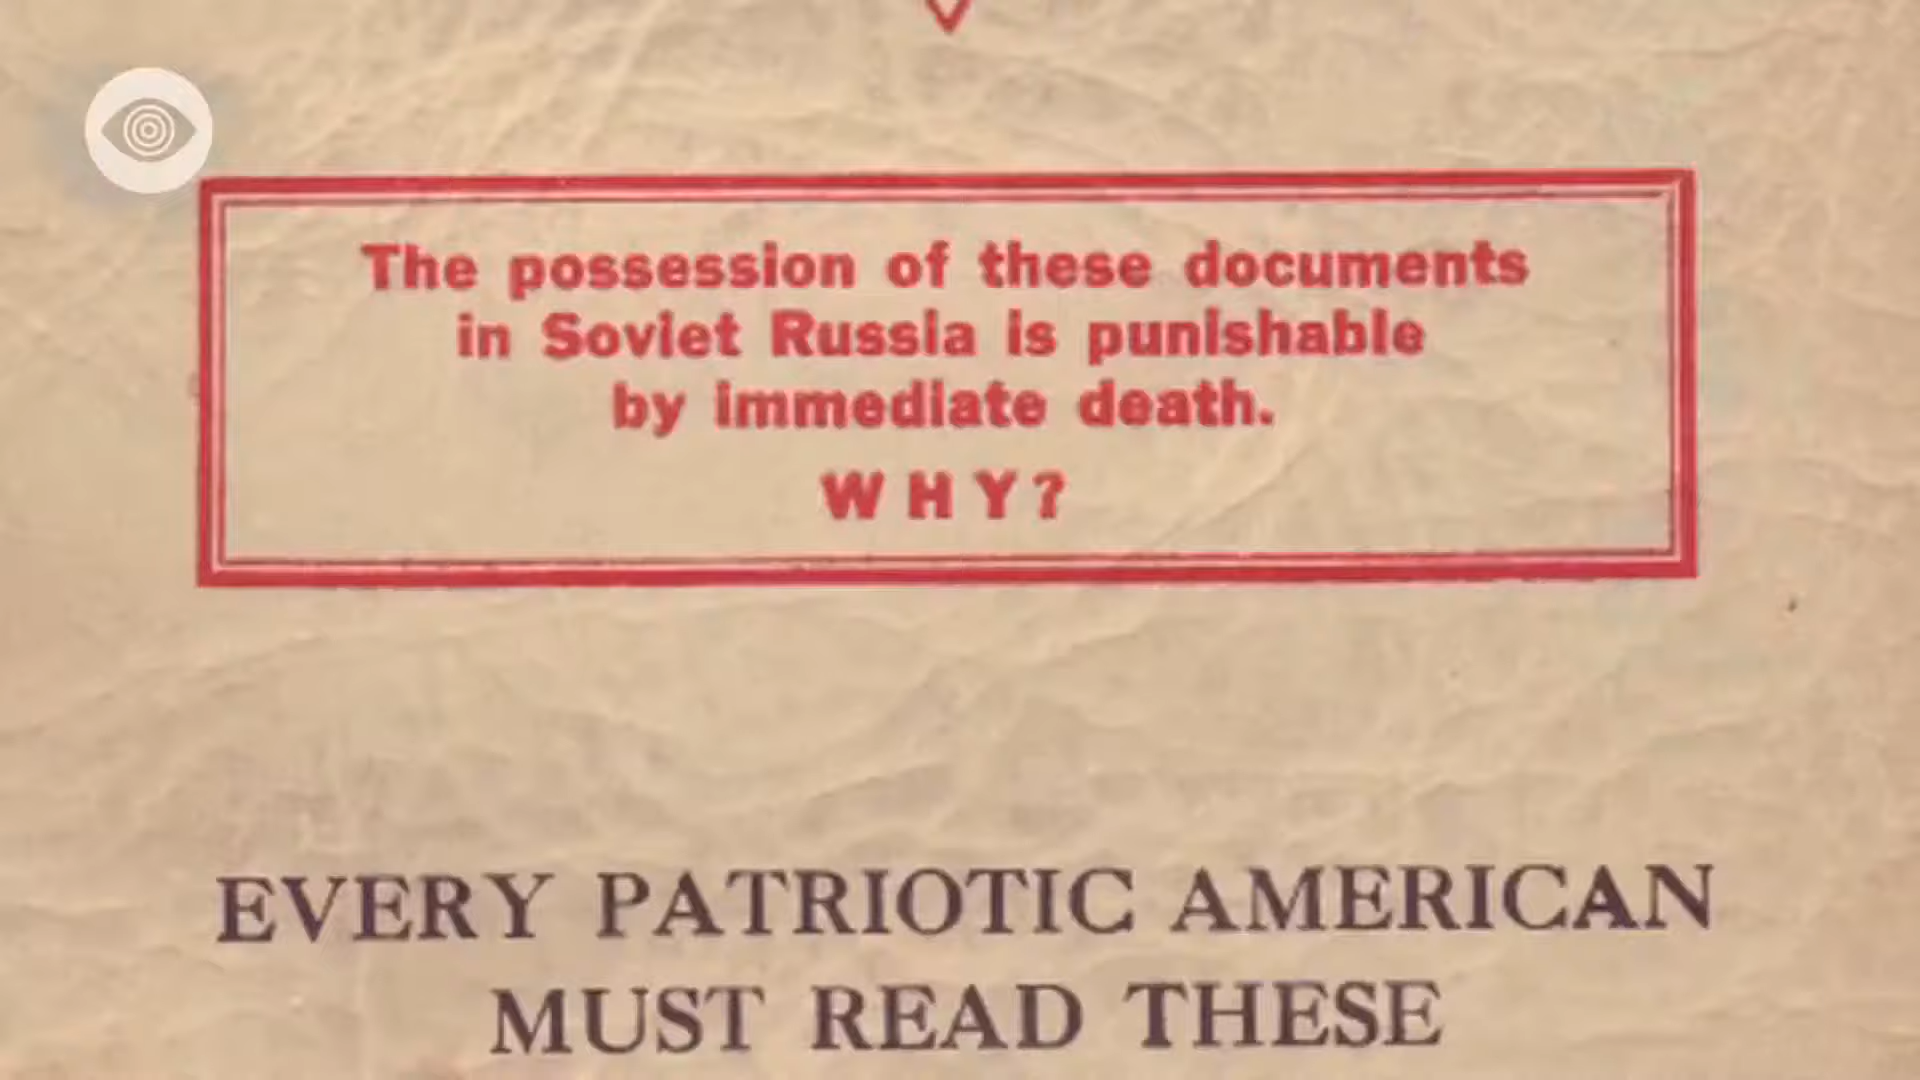 The possession of these documents
in Soviet Russia is punishable
by immediate death.
WHY?
EVERY PATRIOTIC AMERICAN
MUST READ THESE